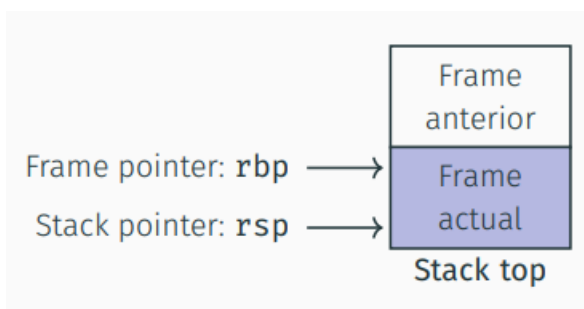 Frame
anterior
Frame pointer: rbp
Frame
Stack pointer: rsp
actual
Stack top